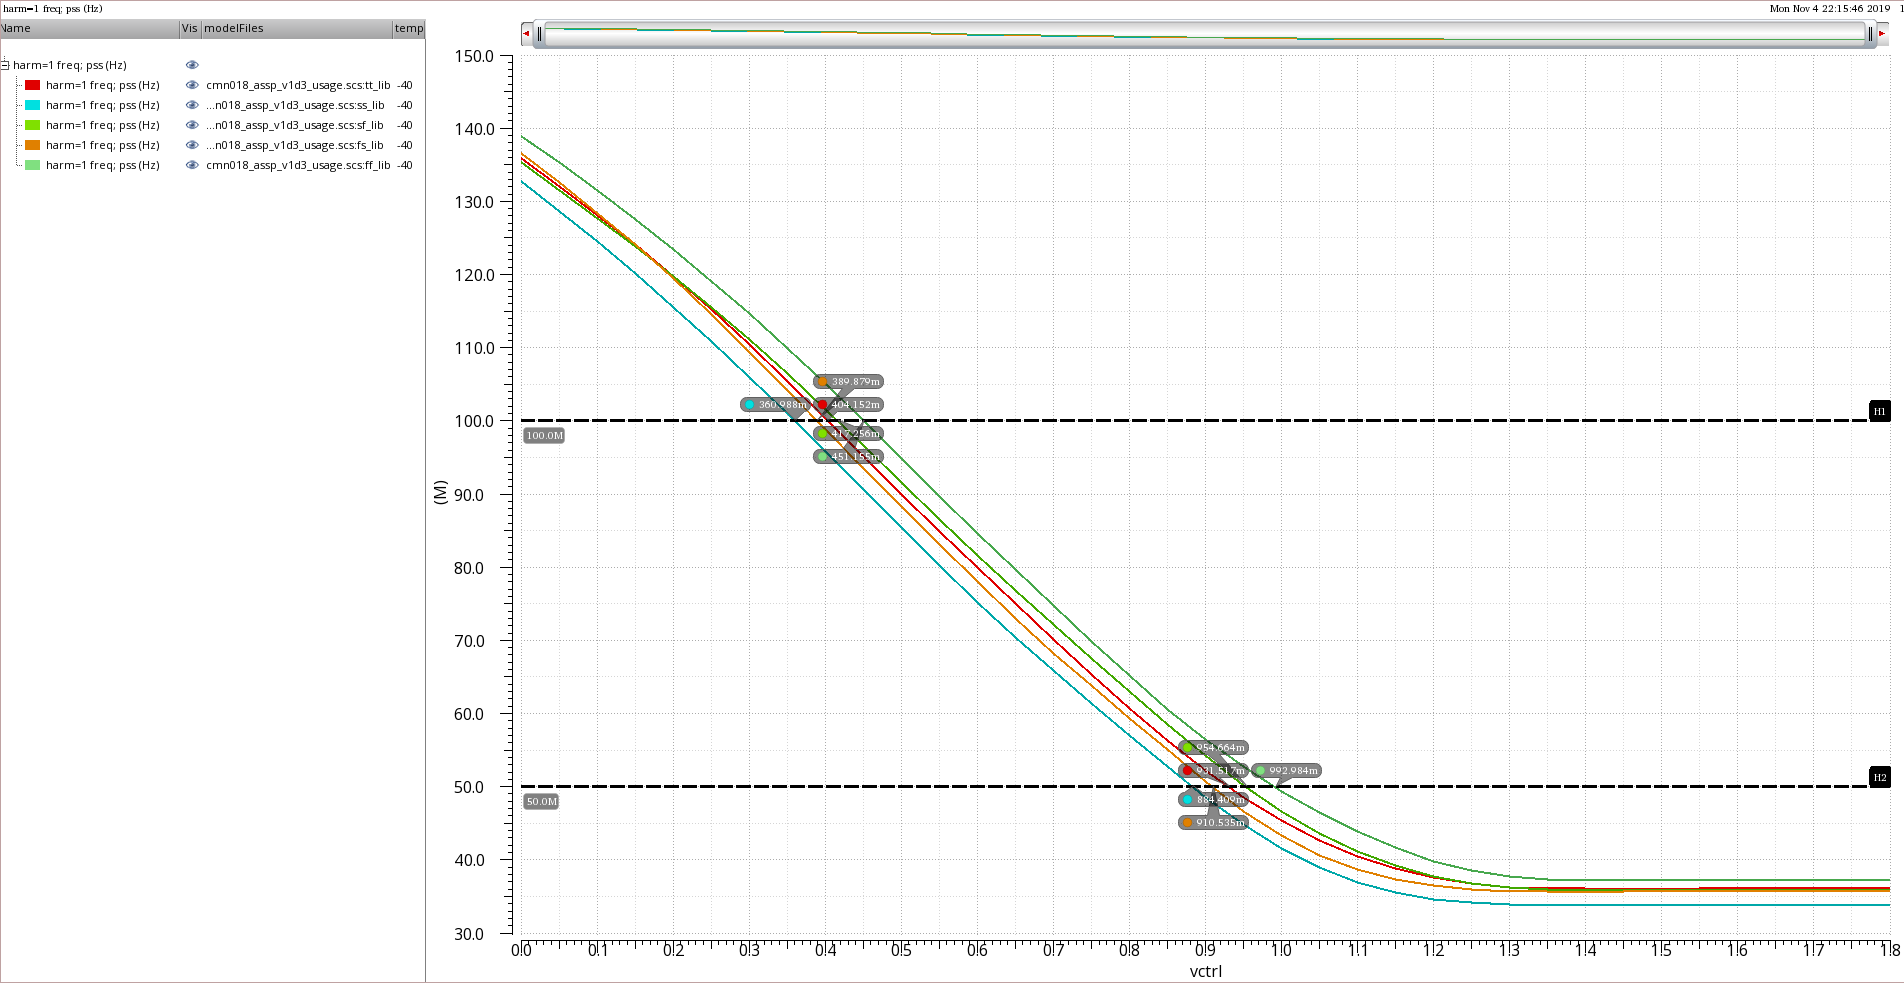 harm=1 freq; pss (Hz)
Mon Nov 4 22:15:46 2019 1
Name Vis modelFiles temp
harm=1 freq; pss (Hz)
harm=1 freq; pss (Hz) cmn018_assp_v1d3_usage.scs:tt_lib -40
harm=1 freq; pss (Hz) ...n018_assp_v1d3_usage.scs:ss_lib -40
harm=1 freq; pss (Hz) ...n018_assp_v1d3_usage.scs:sf_lib -40
harm=1 freq; pss (Hz) ...n018_assp_v1d3_usage.scs:fs_lib -40
harm=1 freq; pss (Hz) cmn018_assp_v1d3_usage.scs:ff_lib -40
150.0
140.0
130.0
120.0
110.0
100.0
90.0
80.0
70.0
60.0
50.0
40.0
30.0
(M)
389.879m
360.988m 404.152m
H1
100.0M
417.256m
451.155m
954.664m
931.517m 992.984m
H2
50.0M
884.409m
910.535m
0.0 0.1 0.2 0.3 0.4 0.5 0.6 0.7 0.8 0.9 1.0 1.1 1.2 1.3 1.4 1.5 1.6 1.7 1.8
vctrl